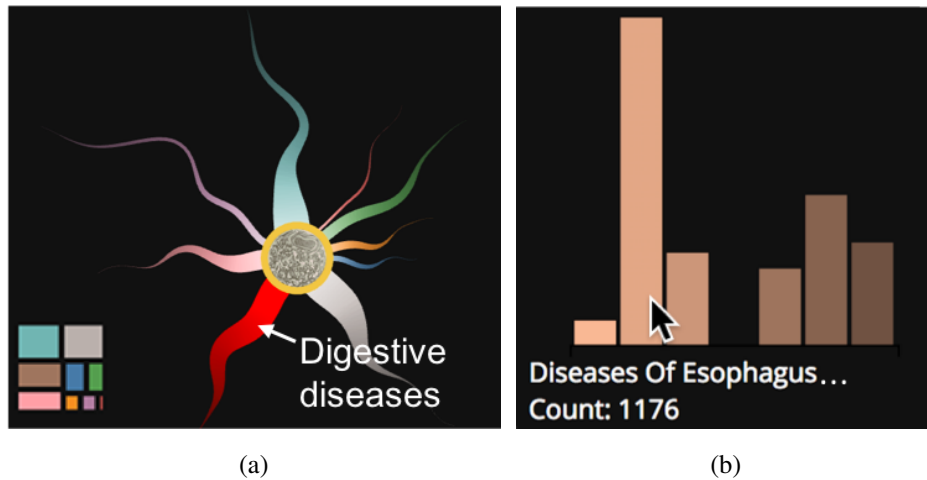 Digestive
diseases
Diseases Of Esophagus...
Count: 1176
(a)
(b)